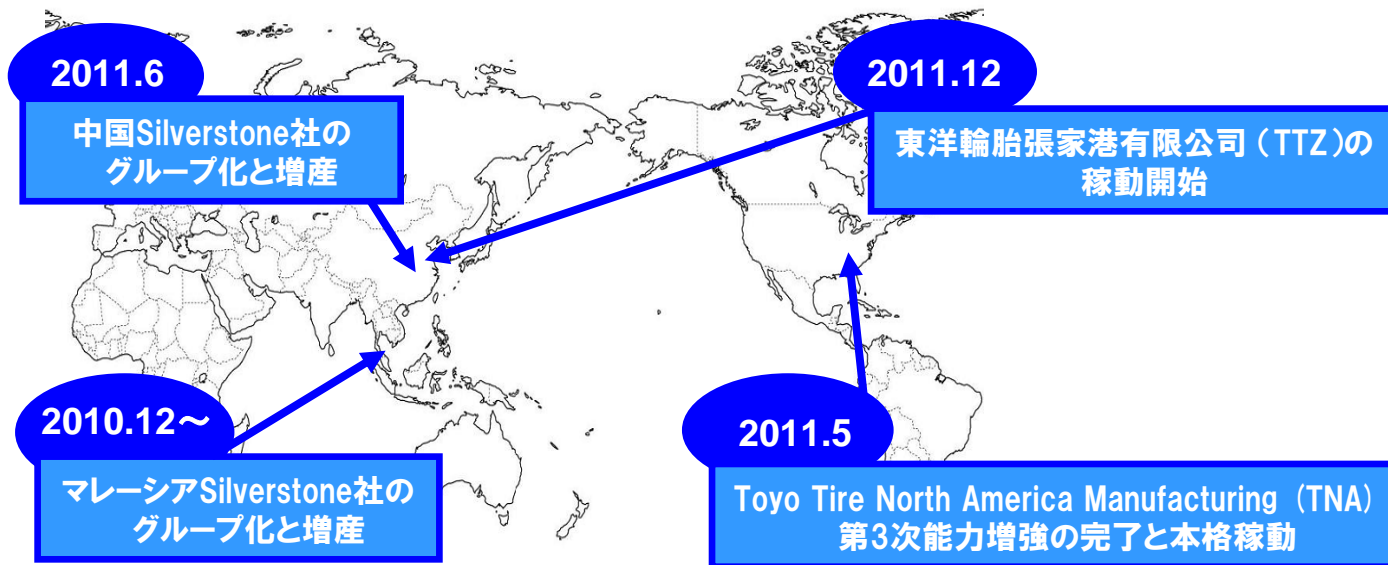 2011.6
中国Silverstone社の
グループ化と増産
2011.12
東洋輪胎張家港有限公司(TTZ)の
稼動開始
2010.12～
マレーシアSilverstone社の
グループ化と増産
2011.5
Toyo Tire North America Manufacturing (TNA)
第3次能力増強の完了と本格稼動